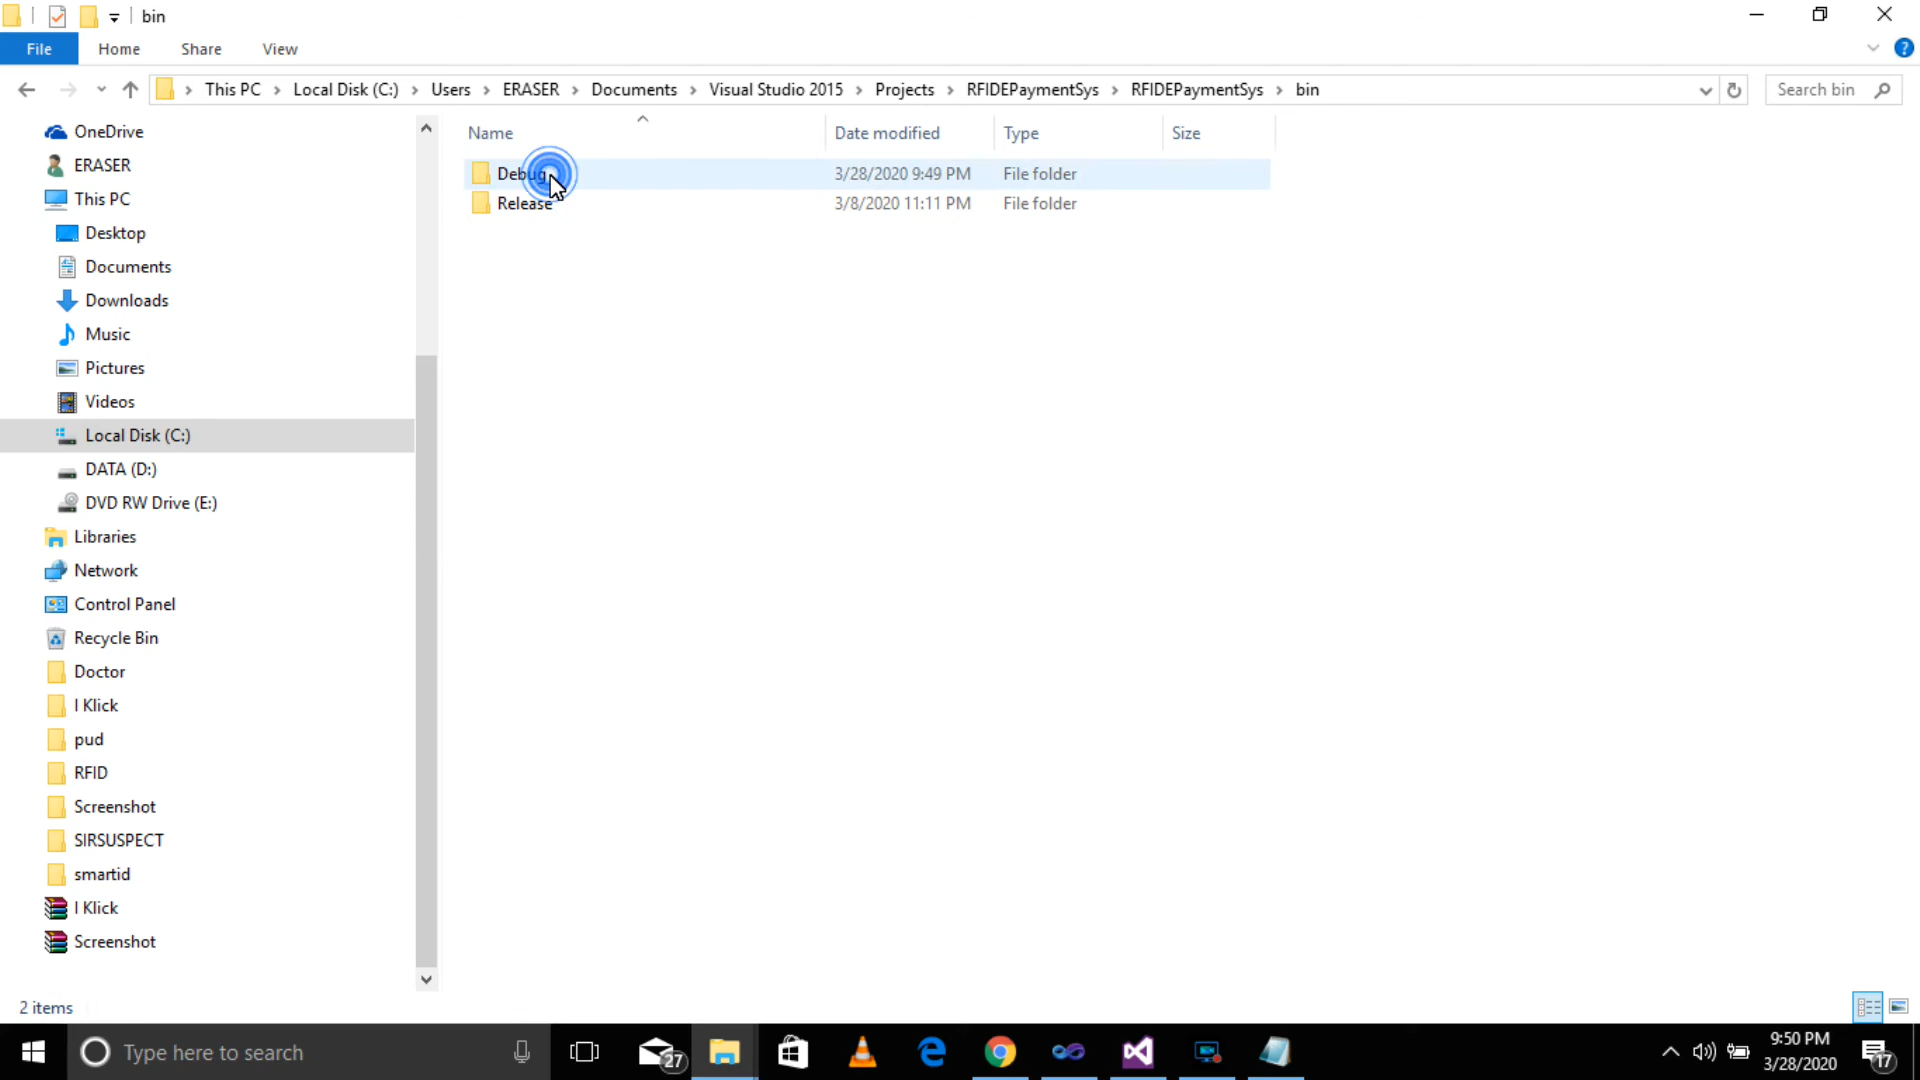 bin
File Home Share View
This PC Local Disk (C:) Users ERASER Documents Visual Studio 2015 Projects RFIDEPaymentSys RFIDEPaymentSys bin
Search bin
Name Date modified Type Size
Debug 3/28/2020 9:49 PM File folder
Release 3/8/2020 11:11 PM File folder
OneDrive
ERASER
This PC
Desktop
Documents
Downloads
Music
Pictures
Videos
Local Disk (C:)
DATA (D:)
DVD RW Drive (E:)
Libraries
Network
Control Panel
Recycle Bin
Doctor
I Klick
pud
RFID
Screenshot
SIRSUSPECT
smartid
I Klick
Screenshot
2 items
Type here to search
27
9:50 PM
3/28/2020
17